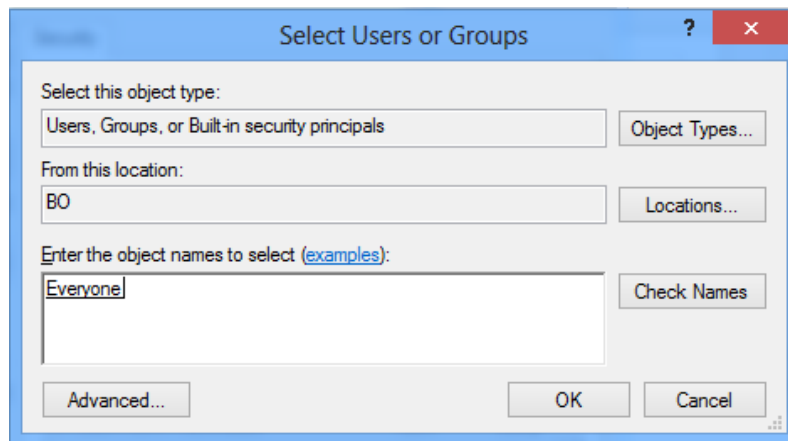 Security
Select Users or Groups
?
x
Select this object type:
Users, Groups, or Built-in security principals
Object Types...
From this location:
BO
Locations...
Enter the object names to select (examples):
Everyone
Check Names
Advanced...
OK
Cancel